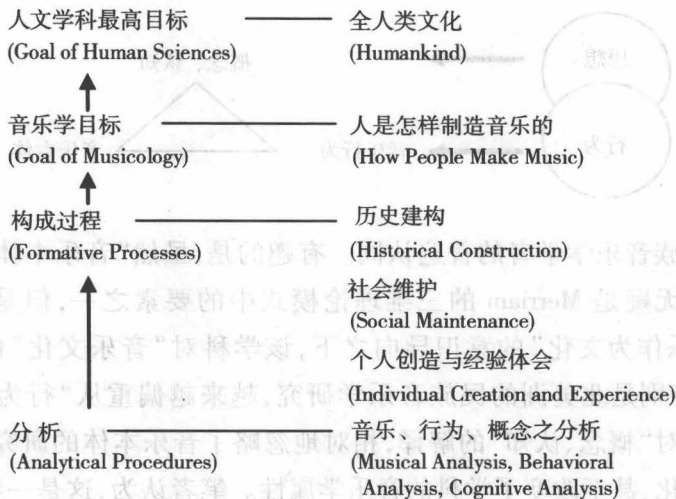 人文学科最高目标 全人类文化
(Goal of Human Sciences) (Humankind)
音乐学目标 人是怎样制造音乐的
(Goal of Musicology) (How People Make Music)
构成过程 历史建构
(Formative Processes) (Historical Construction)
社会维护
(Social Maintenance)
个人创造与经验体会
(Individual Creation and Experience)
分析 音乐、行为、概念之分析
(Analytical Procedures) (Musical Analysis, Behavioral
Analysis, Cognitive Analysis)